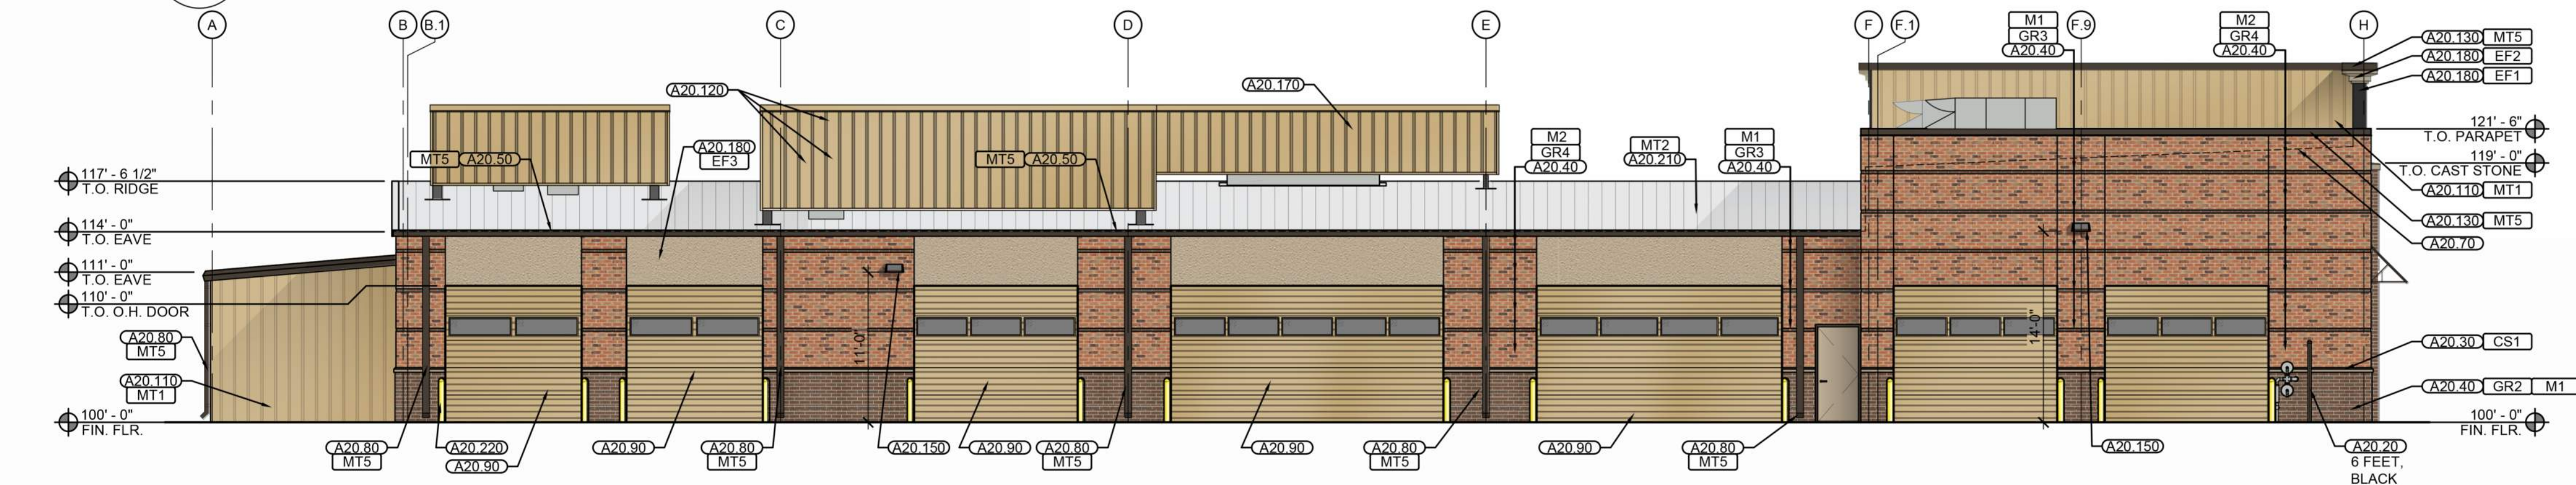 A
B
B.1
C
D
E
F
F.1
M1
GR3
A20.40
F.9
M2
GR4
A20.40
H
A20.130 MT5
A20.180 EF2
A20.180 EF1
A20.120
A20.170
121' - 6"
T.O. PARAPET
A20.180
EF3
MT5 A20.50
MT5 A20.50
M2
GR4
A20.40
MT2
A20.210
M1
GR3
A20.40
119' - 0"
T.O. CAST STONE
117' - 6 1/2"
T.O. RIDGE
A20.110 MT1
114' - 0"
T.O. EAVE
A20.130 MT5
A20.70
111' - 0"
T.O. EAVE
110' - 0"
T.O. O.H. DOOR
11'-0"
14'-0"
A20.80
MT5
A20.30 CS1
A20.110
MT1
A20.40 GR2 M1
100' - 0"
FIN. FLR.
100' - 0"
FIN. FLR.
A20.80
MT5
A20.220
A20.90
A20.90
A20.80
MT5
A20.150
A20.90
A20.80
MT5
A20.90
A20.80
MT5
A20.90
A20.80
MT5
A20.150
A20.20
6 FEET,
BLACK